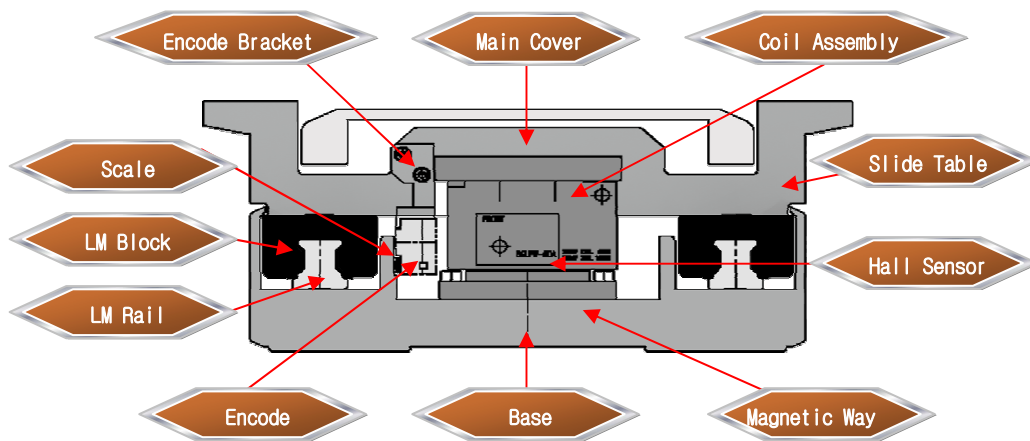 Encode Bracket
Main Cover
Coil Assembly
Scale
Slide Table
LM Block
FRONT
Hall Sensor
LM Rail
Encode
Base
Magnetic Way